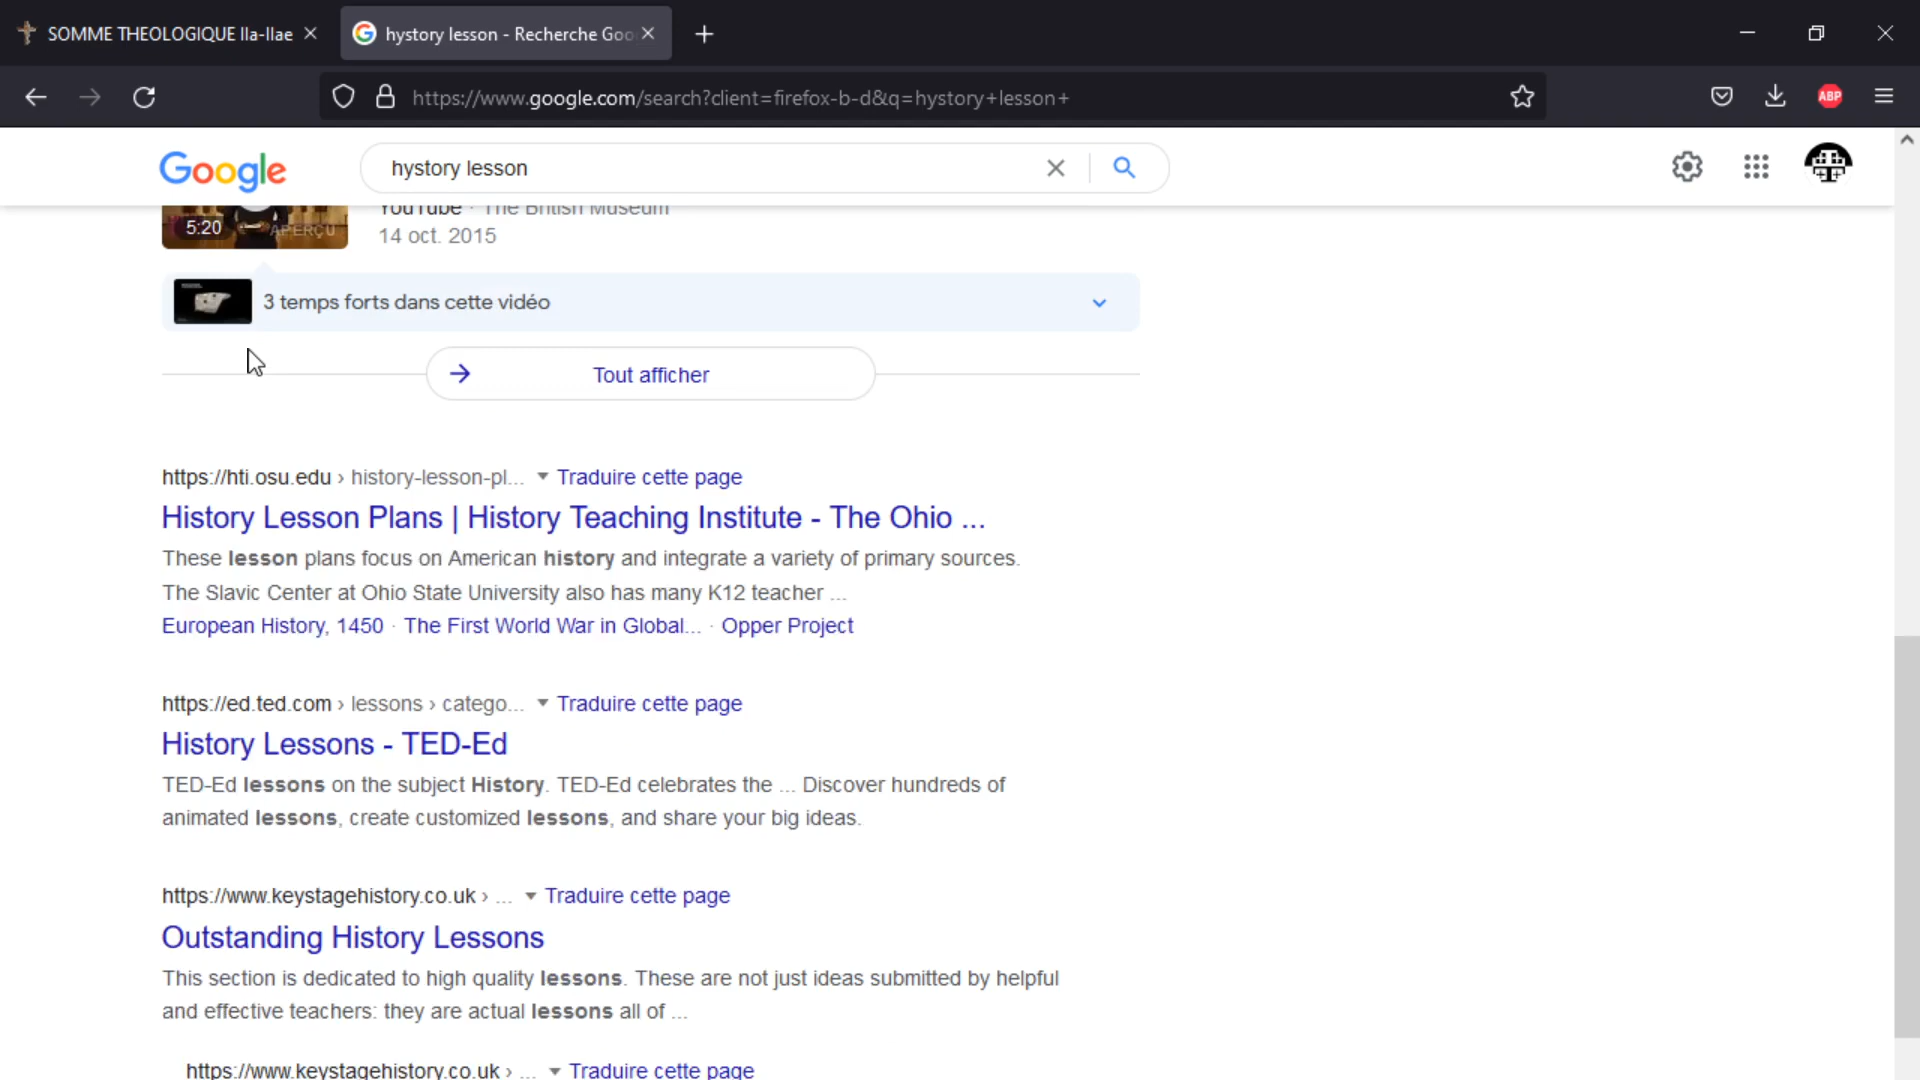 SOMME THEOLOGIQUE IIa-IIae
hystory lesson - Recherche Goo
https://www.google.com/search?client=firefox-b-d&q=hystory+lesson+
ABP
Google
hystory lesson
YouTube · The British Museum
5:20
APERÇU
14 oct. 2015
3 temps forts dans cette vidéo
Tout afficher
https://hti.osu.edu › history-lesson-pl... Traduire cette page
History Lesson Plans | History Teaching Institute - The Ohio ...
These lesson plans focus on American history and integrate a variety of primary sources.
The Slavic Center at Ohio State University also has many K12 teacher ...
European History, 1450 · The First World War in Global... · Opper Project
https://ed.ted.com › lessons › catego... Traduire cette page
History Lessons - TED-Ed
TED-Ed lessons on the subject History. TED-Ed celebrates the ... Discover hundreds of
animated lessons, create customized lessons, and share your big ideas.
https://www.keystagehistory.co.uk › ... Traduire cette page
Outstanding History Lessons
This section is dedicated to high quality lessons. These are not just ideas submitted by helpful
and effective teachers: they are actual lessons all of ...
https://www.keystagehistory.co.uk › ... Traduire cette page